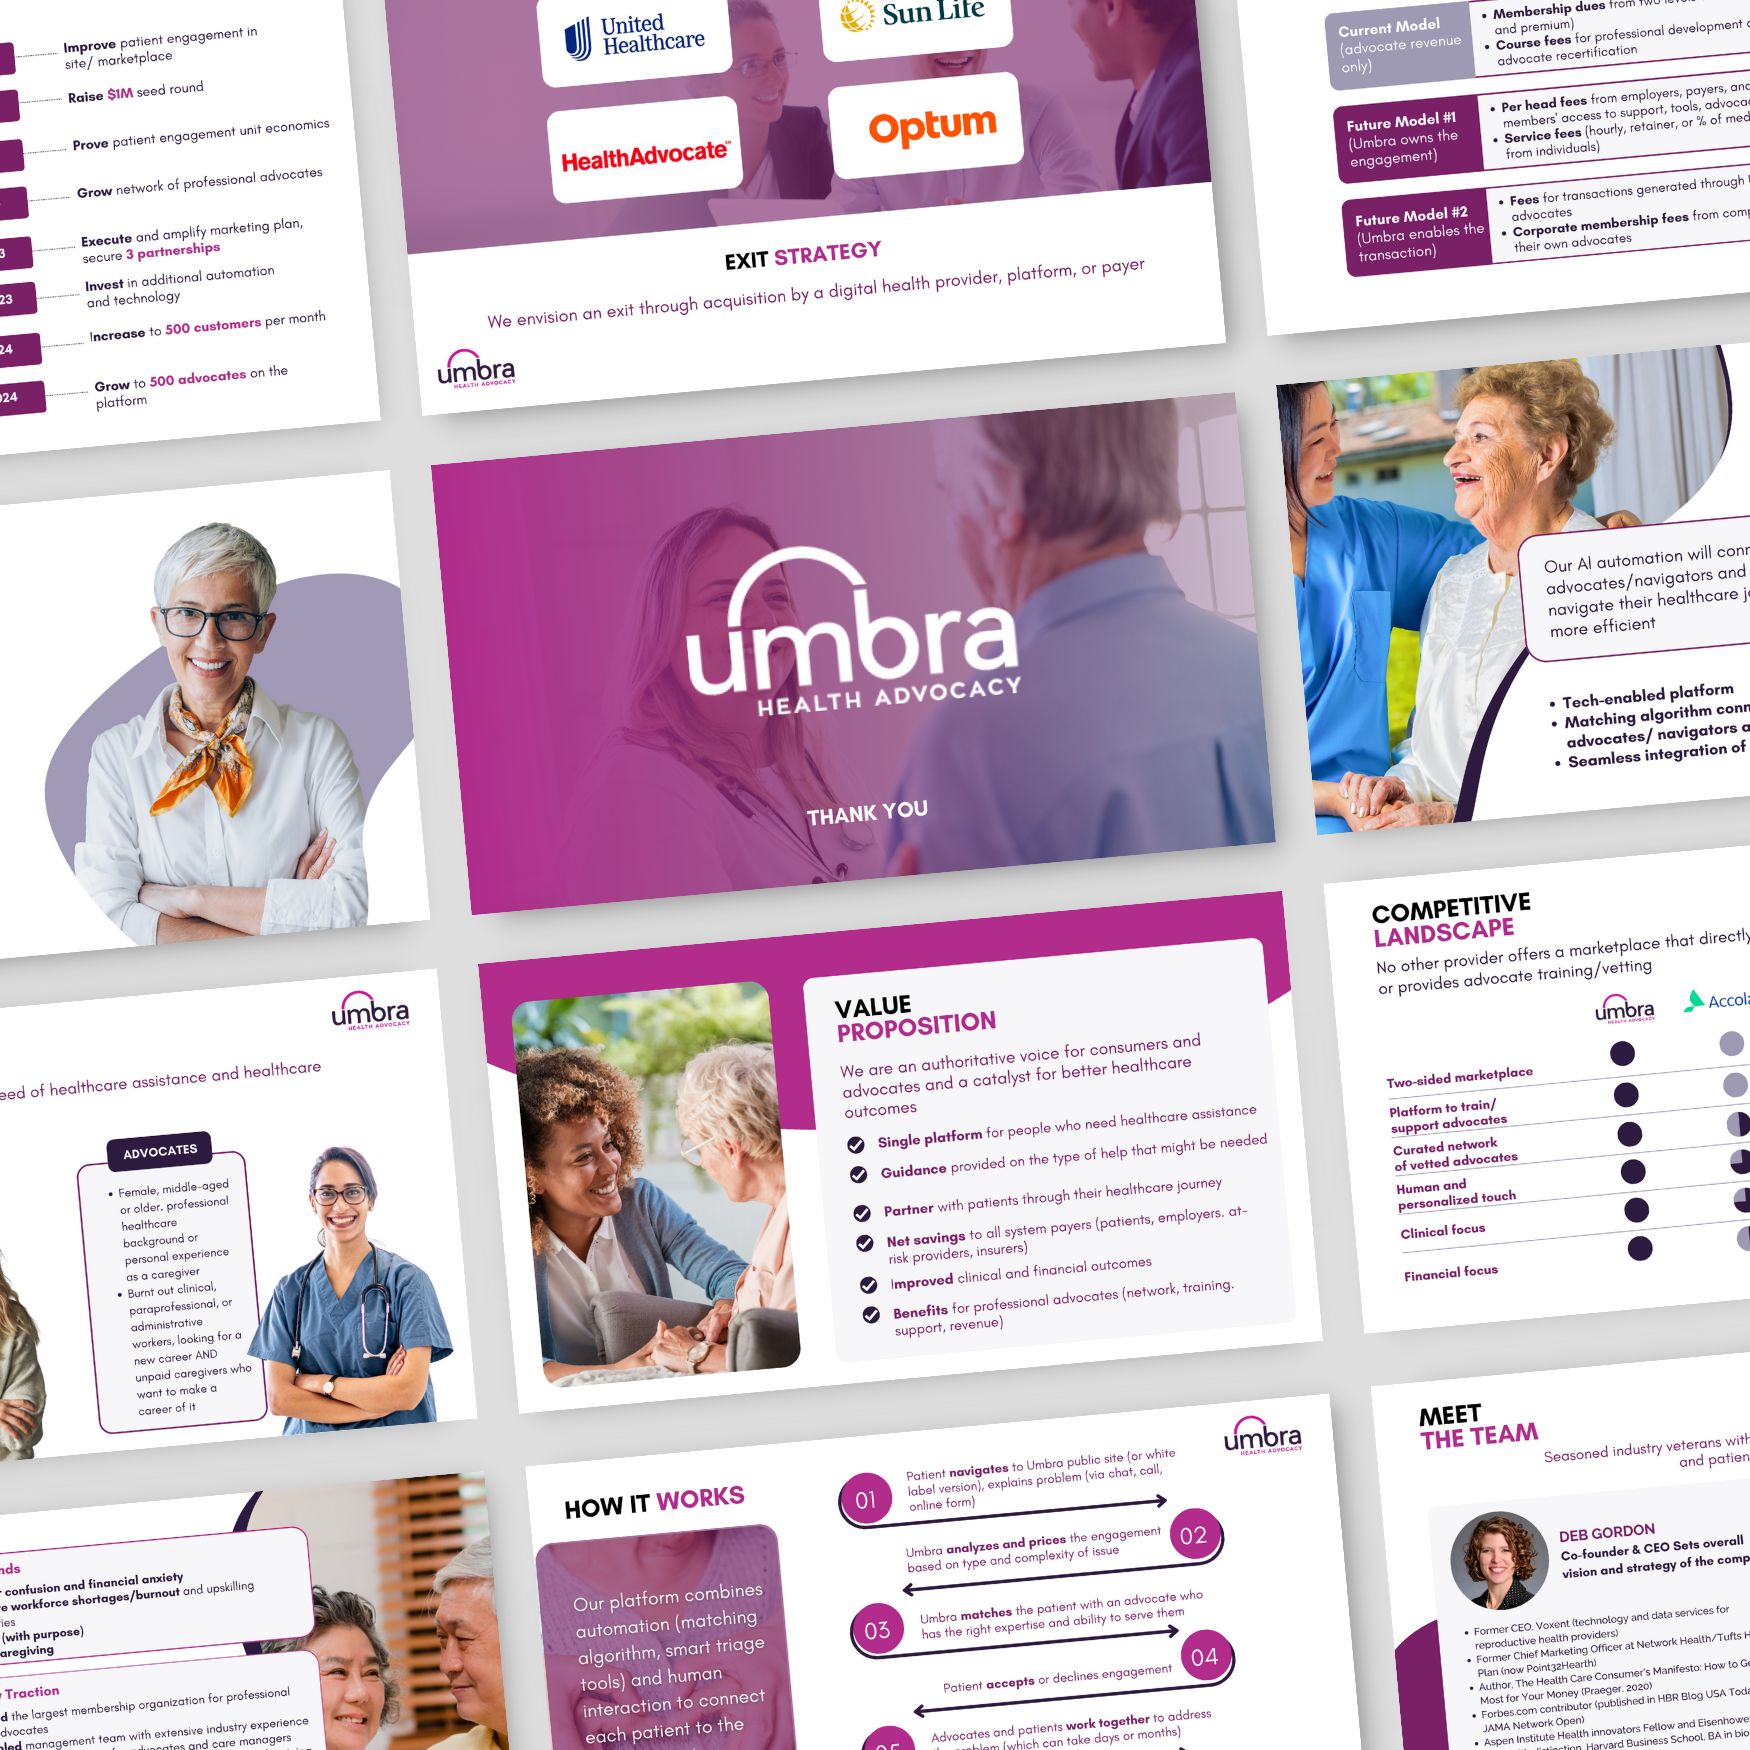 Improve patient engagement in
site/ marketplace
Raise $1M seed round
Prove patient engagement unit economics
Grow network of professional advocates
Execute and amplify marketing plan,
secure 3 partnerships
Invest in additional automation
and technology
Increase to 500 customers per month
Grow to 500 advocates on the
platform
3
23
24
024
United
Healthcare
Sun Life
HealthAdvocate℠
Optum
EXIT STRATEGY
We envision an exit through acquisition by a digital health provider, platform, or payer
umbra
HEALTH ADVOCACY
Current Model
(advocate revenue
only)
• Membership dues from two levels
and premium)
• Course fees for professional development
advocate recertification
Future Model #1
(Umbra owns the
engagement)
• Per head fees from employers, payers, and
members' access to support, tools,
• Service fees (hourly, retainer, or % of
from individuals)
Future Model #2
(Umbra enables the
transaction)
• Fees for transactions generated through
advocates
• Corporate membership fees from
their own advocates
umbra
HEALTH ADVOCACY
THANK YOU
Our AI automation will
advocates/navigators and
navigate their healthcare
more efficient
• Tech-enabled platform
• Matching algorithm
advocates/ navigators
• Seamless integration of
umbra
HEALTH ADVOCACY
eed of healthcare assistance and healthcare
ADVOCATES
• Female, middle-aged
or older. professional
healthcare
background or
personal experience
as a caregiver
• Burnt out clinical,
paraprofessional, or
administrative
workers, looking for a
new career AND
unpaid caregivers who
want to make a
career of it
VALUE
PROPOSITION
We are an authoritative voice for consumers and
advocates and a catalyst for better healthcare
outcomes
Single platform for people who need healthcare assistance
Guidance provided on the type of help that might be needed
Partner with patients through their healthcare journey
Net savings to all system payers (patients, employers. at-
risk providers, insurers)
Improved clinical and financial outcomes
Benefits for professional advocates (network, training.
support, revenue)
COMPETITIVE
LANDSCAPE
No other provider offers a marketplace that directly
or provides advocate training/vetting
umbra
HEALTH ADVOCACY
Accola
Two-sided marketplace
Platform to train/
support advocates
Curated network
of vetted advocates
Human and
personalized touch
Clinical focus
Financial focus
nds
r confusion and financial anxiety
re workforce shortages/burnout and upskilling
ies
(with purpose)
aregiving
Traction
d the largest membership organization for professional
dvocates
led management team with extensive industry experience
dvocates and care managers
HOW IT WORKS
Our platform combines
automation (matching
algorithm, smart triage
tools) and human
interaction to connect
each patient to the
umbra
HEALTH ADVOCACY
01
Patient navigates to Umbra public site (or white
label version), explains problem (via chat, call,
online form)
02
Umbra analyzes and prices the engagement
based on type and complexity of issue
03
Umbra matches the patient with an advocate who
has the right expertise and ability to serve them
04
Patient accepts or declines engagement
05
Advocates and patients work together to address
problem (which can take days or months)
MEET
THE TEAM
Seasoned industry veterans with
and patien
DEB GORDON
Co-founder & CEO Sets overall
vision and strategy of the comp
• Former CEO, Voxent (technology and data services for
reproductive health providers)
• Former Chief Marketing Officer at Network Health/Tufts H
Plan (now Point32Hearth)
• Author, The Health Care Consumer's Manifesto: How to Ge
Most for Your Money (Praeger, 2020)
• Forbes.com contributor (published in HBR Blog USA Toda
JAMA Network Open)
• Aspen Institute Health innovators Fellow and Eisenhowe
distinction, Harvard Business School, BA in bio